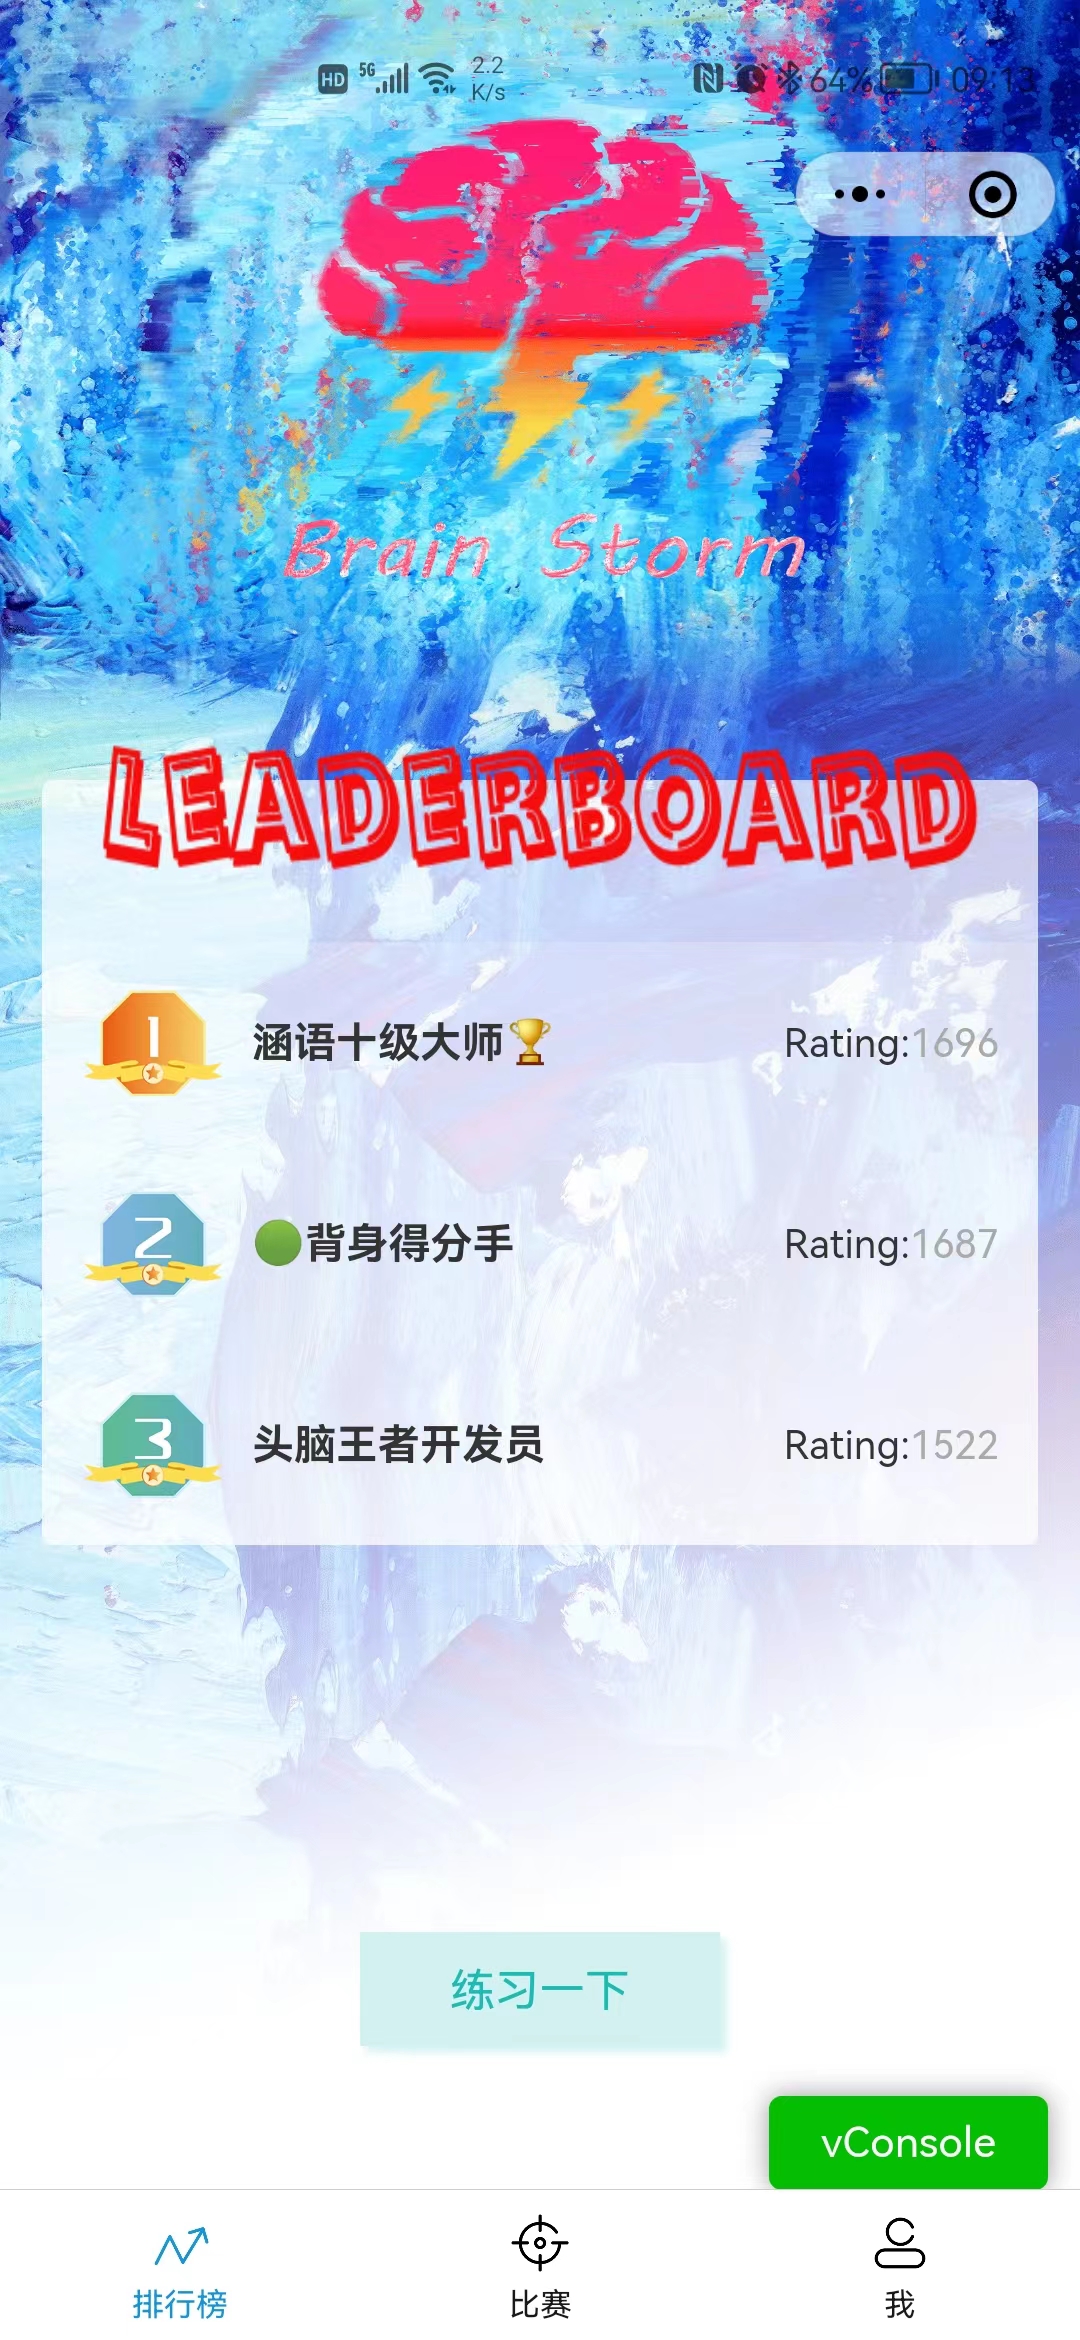 HD 5G 2.2 K/s 64% 09:13
Brain Storm
LEADERBOARD
1 涵语十级大师🏆 Rating:1696
2 🟢背身得分手 Rating:1687
3 头脑王者开发员 Rating:1522
练习一下
vConsole
排行榜 比赛 我